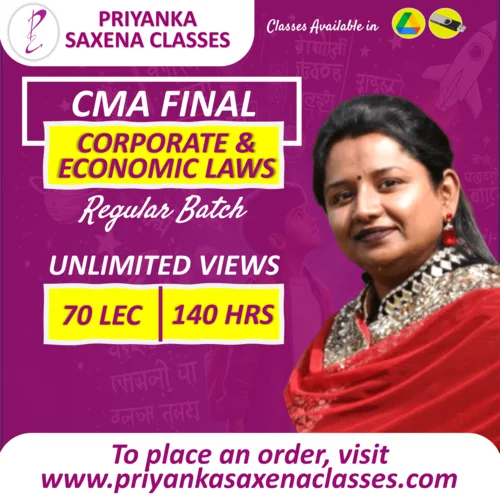 PRIYANKA
SAXENA CLASSES
Classes Available in
CMA FINAL
CORPORATE &
ECONOMIC LAWS
Regular Batch
UNLIMITED VIEWS
70 LEC | 140 HRS
To place an order, visit
www.priyankasaxenaclasses.com